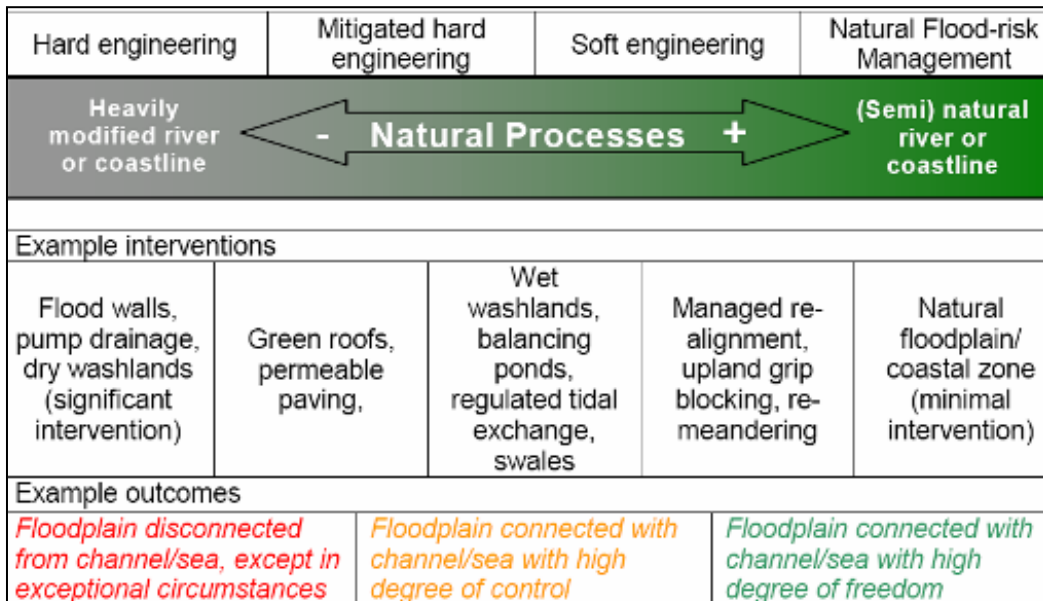 Hard engineering
Mitigated hard
engineering
Soft engineering
Natural Flood-risk
Management
Heavily
modified river
or coastline
- Natural Processes +
(Semi) natural
river or
coastline
Example interventions
Flood walls,
pump drainage,
dry washlands
(significant
intervention)
Green roofs,
permeable
paving,
Wet
washlands,
balancing
ponds,
regulated tidal
exchange,
swales
Managed re-
alignment,
upland grip
blocking, re-
meandering
Natural
floodplain/
coastal zone
(minimal
intervention)
Example outcomes
Floodplain disconnected
from channel/sea, except in
exceptional circumstances
Floodplain connected with
channel/sea with high
degree of control
Floodplain connected with
channel/sea with high
degree of freedom